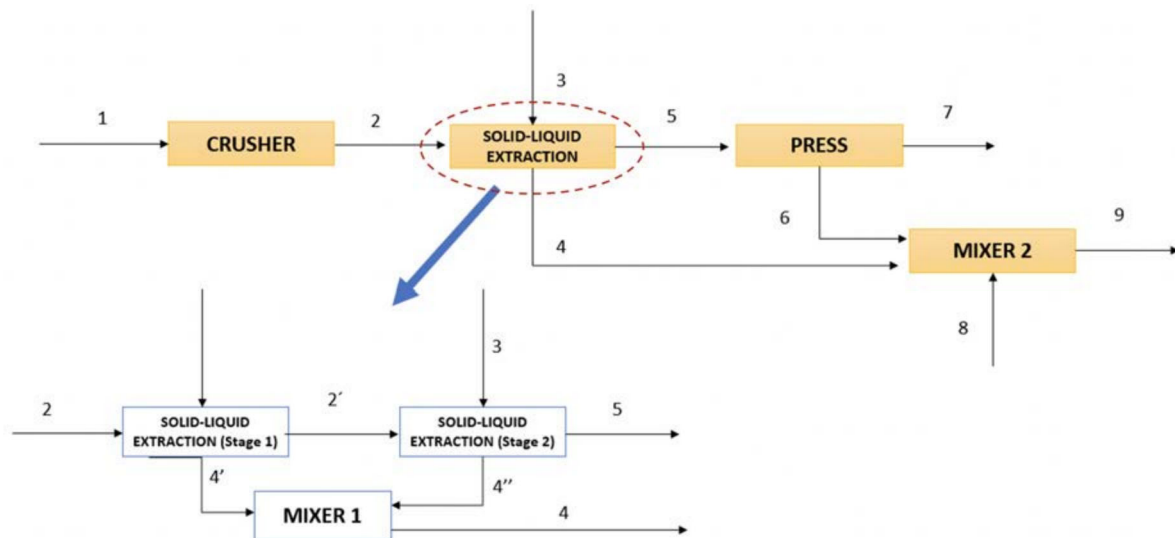 3
1
CRUSHER
2
SOLID-LIQUID
EXTRACTION
5
PRESS
7
4
6
MIXER 2
9
8
3
2
SOLID-LIQUID
EXTRACTION (Stage 1)
2´
SOLID-LIQUID
EXTRACTION (Stage 2)
5
4’
4’’
MIXER 1
4